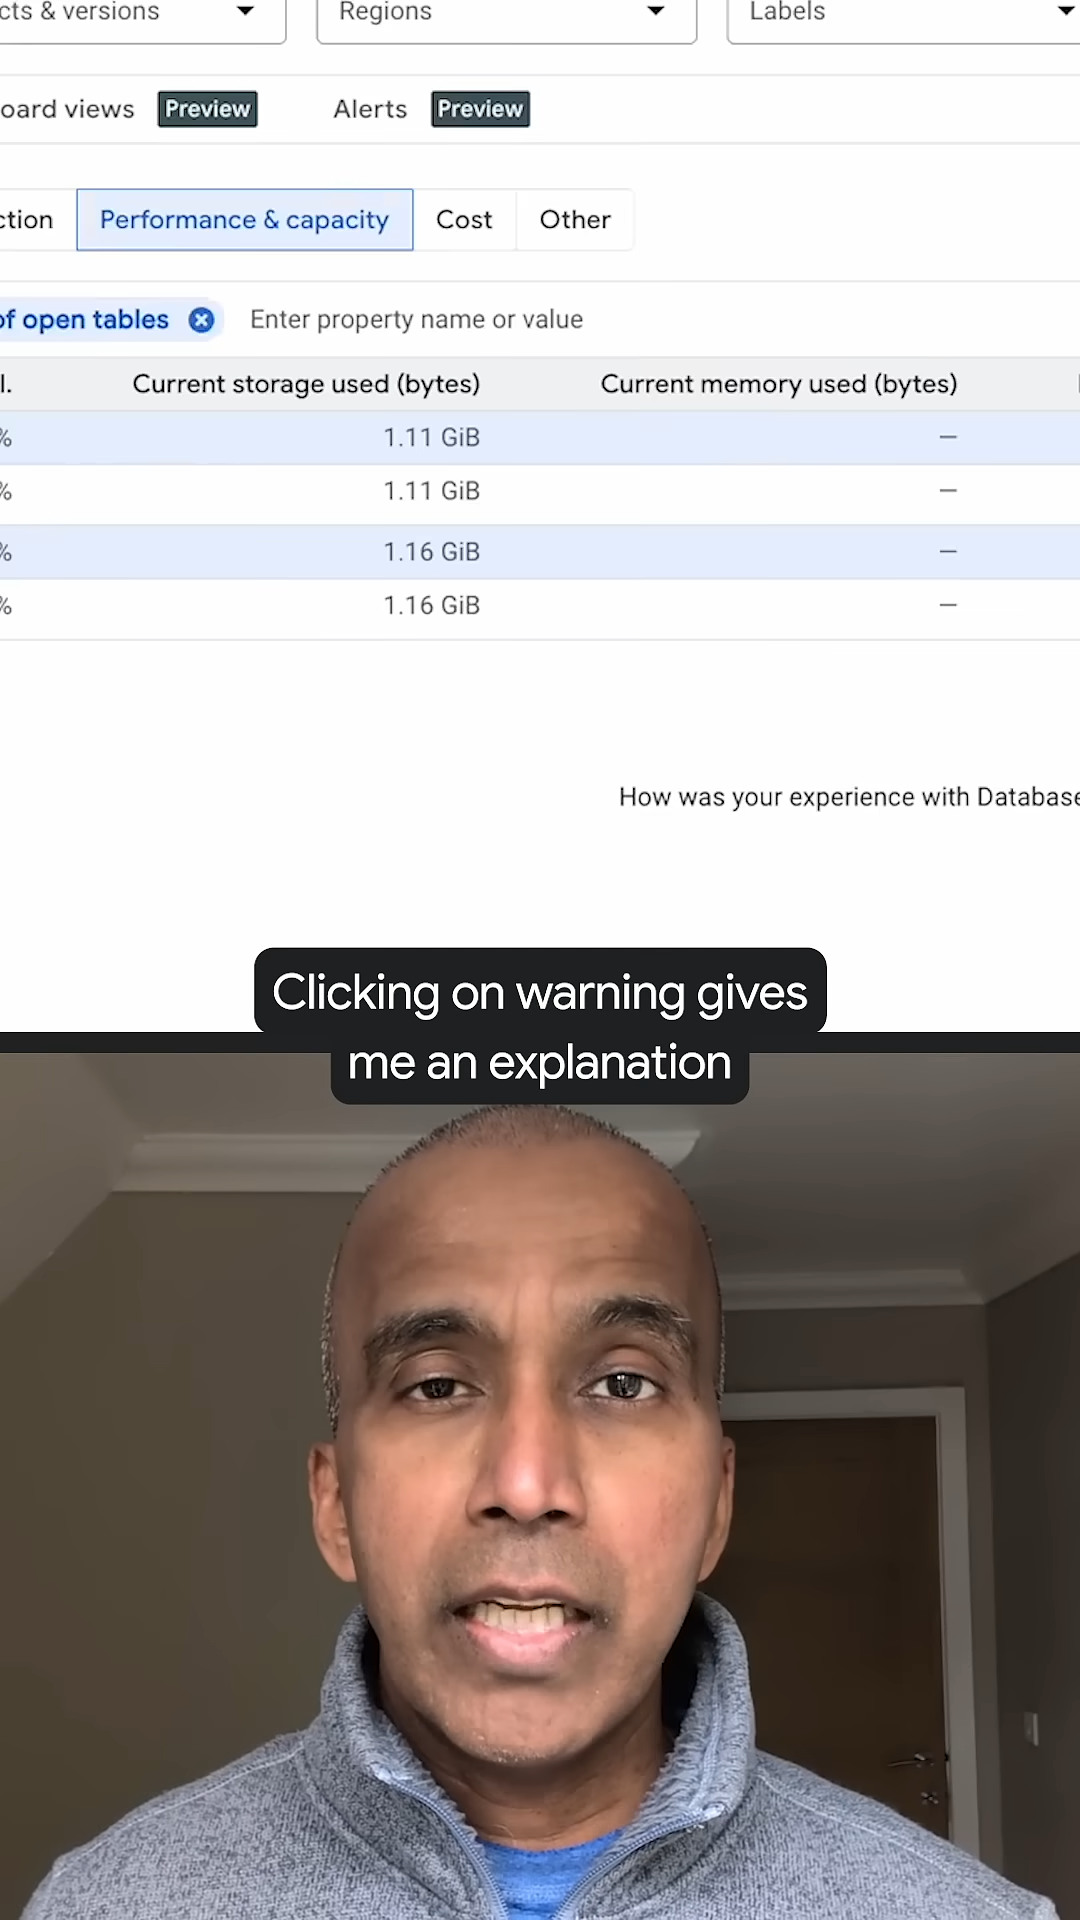 cts & versions Regions Labels
oard views Preview Alerts Preview
ction Performance & capacity Cost Other
of open tables Enter property name or value
l. Current storage used (bytes) Current memory used (bytes)
% 1.11 GiB —
% 1.11 GiB —
% 1.16 GiB —
% 1.16 GiB —
How was your experience with Database
Clicking on warning gives
me an explanation